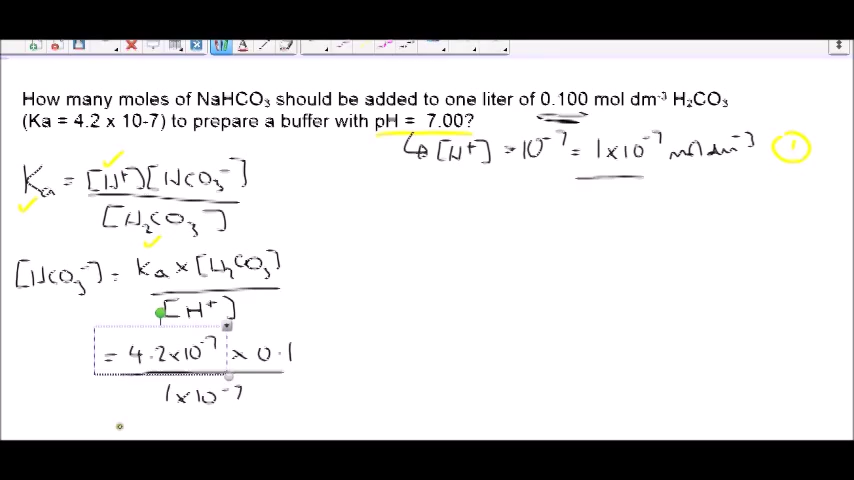 How many moles of NaHCO₃ should be added to one liter of 0.100 mol dm⁻³ H₂CO₃
(Ka = 4.2 x 10-7) to prepare a buffer with pH = 7.00?
[H⁺] = 10⁻⁷ = 1x10⁻⁷ mol dm⁻³ 1
Ka = [H⁺][HCO₃⁻]
[H₂CO₃]
[HCO₃⁻] = Ka x [H₂CO₃]
[H⁺]
= 4.2x10⁻⁷ x 0.1
1x10⁻⁷